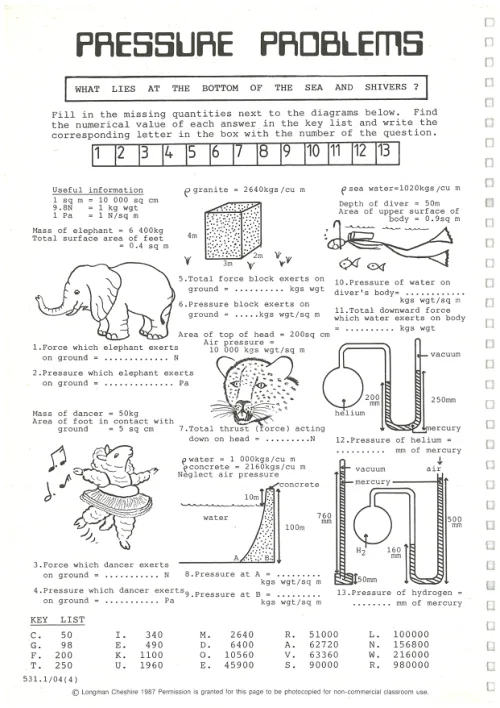 PRESSURE PROBLEMS
WHAT LIES AT THE BOTTOM OF THE SEA AND SHIVERS ?
Fill in the missing quantities next to the diagrams below. Find
the numerical value of each answer in the key list and write the
corresponding letter in the box with the number of the question.
1 2 3 4 5 6 7 8 9 10 11 12 13
Useful information
1 sq m = 10 000 sq cm
9.8N = 1 kg wgt
1 Pa = 1 N/sq m
Mass of elephant = 6 400kg
Total surface area of feet
= 0.4 sq m
1.Force which elephant exerts
on ground = ............ N
2.Pressure which elephant exerts
on ground = ............ Pa
Mass of dancer = 50kg
Area of foot in contact with
ground = 5 sq cm
3.Force which dancer exerts
on ground = ........... N
4.Pressure which dancer exerts
on ground = ........... Pa
ρ granite = 2640kgs/cu m
4m
3m
2m
5.Total force block exerts on
ground = .......... kgs wgt
6.Pressure block exerts on
ground = .....kgs wgt/sq m
Area of top of head = 200sq cm
Air pressure =
10 000 kgs wgt/sq m
7.Total thrust (force) acting
down on head = .........N
ρ water = 1 000kgs/cu m
ρ concrete = 2160kgs/cu m
Neglect air pressure
concrete
10m
water
100m
A
B
8.Pressure at A = .........
kgs wgt/sq m
9.Pressure at B = .........
kgs wgt/sq m
ρ sea water=1020kgs/cu m
Depth of diver = 50m
Area of upper surface of
body = 0.9sq m
10.Pressure of water on
diver's body= ...........
kgs wgt/sq m
11.Total downward force
which water exerts on body
= .......... kgs wgt
vacuum
200
mm
250mm
helium
mercury
12.Pressure of helium =
.......... mm of mercury
vacuum
air
mercury
760
mm
500
mm
H2
160
mm
50mm
13.Pressure of hydrogen =
........ mm of mercury
KEY LIST
C. 50 I. 340 M. 2640 R. 51000 L. 100000
G. 98 E. 490 D. 6400 A. 62720 N. 156800
F. 200 K. 1100 O. 10560 V. 63360 W. 216000
T. 250 U. 1960 E. 45900 S. 90000 R. 980000
531.1/04(4)
© Longman Cheshire 1987 Permission is granted for this page to be photocopied for non-commercial classroom use.